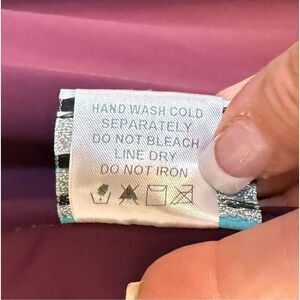 HAND WASH COLD
SEPARATELY
DO NOT BLEACH
LINE DRY
DO NOT IRON